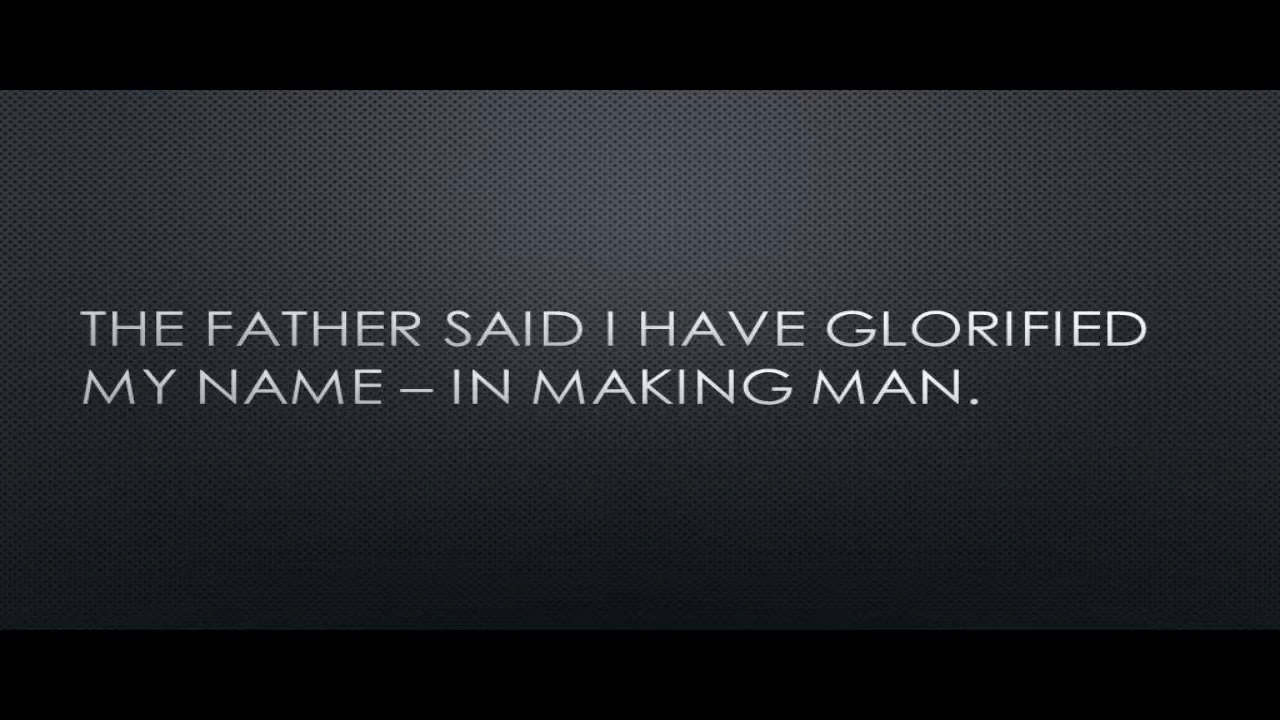 THE FATHER SAID I HAVE GLORIFIED
MY NAME – IN MAKING MAN.